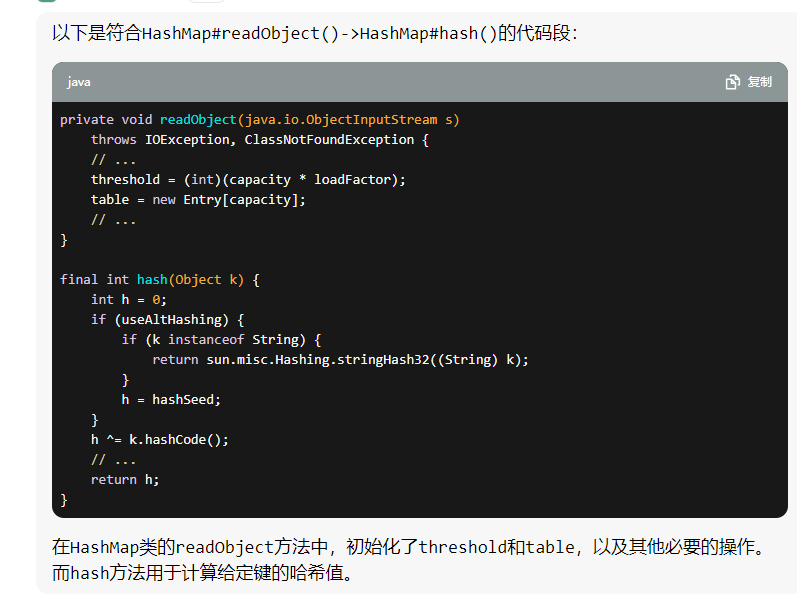 以下是符合HashMap#readObject()->HashMap#hash()的代码段：
java
复制
private void readObject(java.io.ObjectInputStream s)
    throws IOException, ClassNotFoundException {
    // ...
    threshold = (int)(capacity * loadFactor);
    table = new Entry[capacity];
    // ...
}

final int hash(Object k) {
    int h = 0;
    if (useAltHashing) {
        if (k instanceof String) {
            return sun.misc.Hashing.stringHash32((String) k);
        }
        h = hashSeed;
    }
    h ^= k.hashCode();
    // ...
    return h;
}
在HashMap类的readObject方法中，初始化了threshold和table，以及其他必要的操作。
而hash方法用于计算给定键的哈希值。